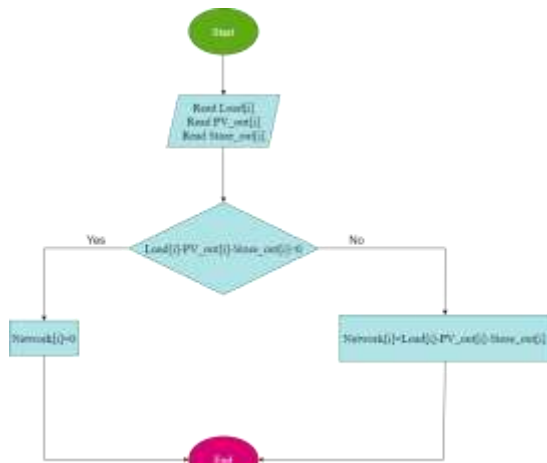 Start
Read Load[i]
Read PV_out[i]
Read Store_out[i]
Load[i]-PV_out[i]-Store_out[i]<0
Yes
No
Network[i]=0
Network[i]=Load[i]-PV_out[i]-Store_out[i]
End